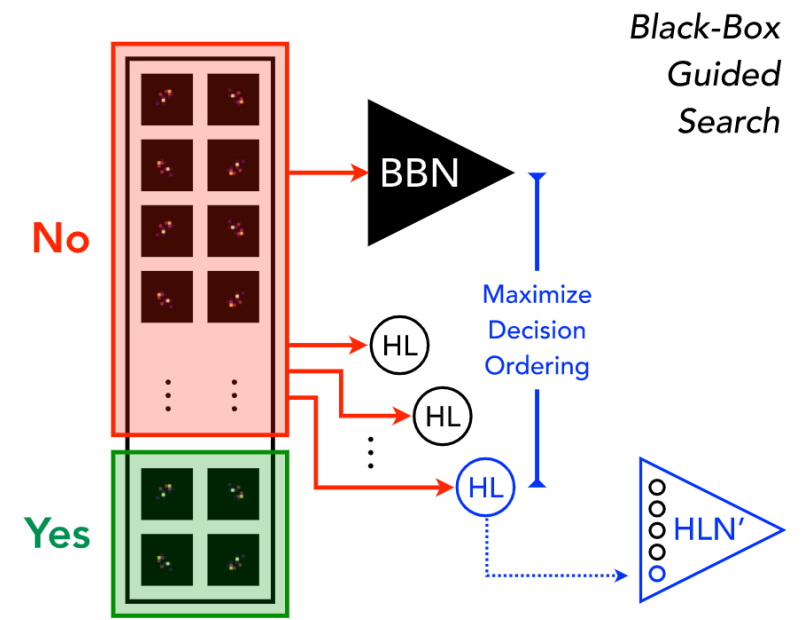 Black-Box
Guided
Search
No
BBN
Maximize
Decision
Ordering
HL
HL
HL
Yes
HLN’